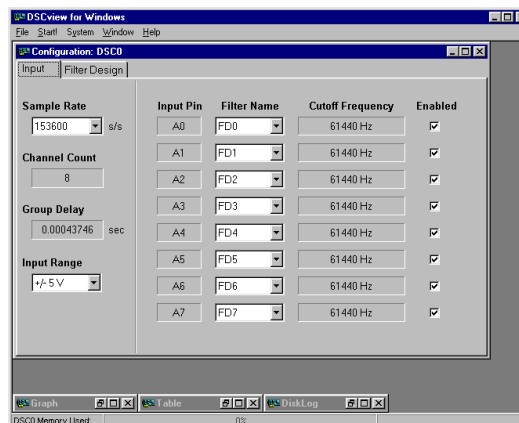 DSCview for Windows
File Start! System Window Help
Configuration: DSC0
Input Filter Design
Sample Rate Input Pin Filter Name Cutoff Frequency Enabled
153600 s/s A0 FD0 61440 Hz
A1 FD1 61440 Hz
Channel Count
8 A2 FD2 61440 Hz
Group Delay A3 FD3 61440 Hz
0.00043746 sec A4 FD4 61440 Hz
Input Range A5 FD5 61440 Hz
+/- 5 V A6 FD6 61440 Hz
A7 FD7 61440 Hz
Graph Table DiskLog
DSC0 Memory Used: 0%